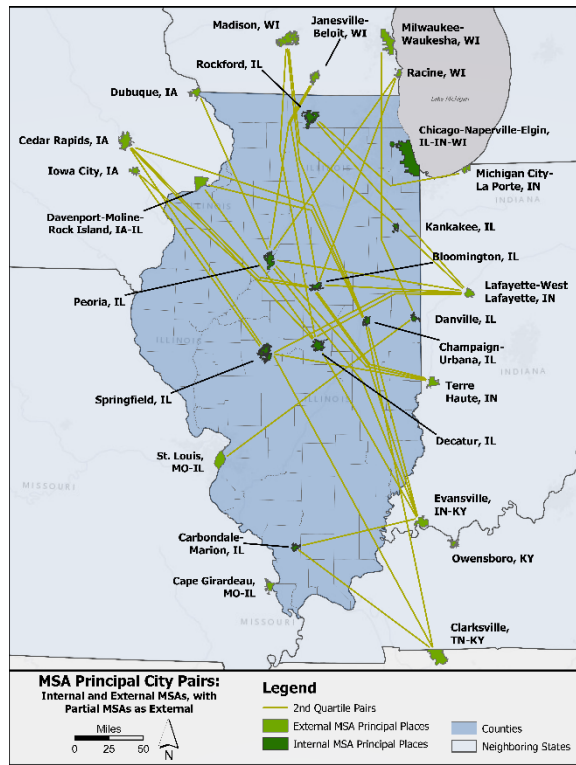 Madison, WI
Janesville-
Beloit, WI
Milwaukee-
Waukesha, WI
Rockford, IL
Racine, WI
Dubuque, IA
Lake Michigan
Cedar Rapids, IA
Chicago-Naperville-Elgin,
IL-IN-WI
Iowa City, IA
Michigan City-
La Porte, IN
INDIANA
ILLINOIS
ILLINOIS
Davenport-Moline-
Rock Island, IA-IL
Kankakee, IL
Bloomington, IL
Peoria, IL
Lafayette-West
Lafayette, IN
Danville, IL
ILLINOIS
Champaign-
Urbana, IL
INDIANA
Springfield, IL
Terre
Haute, IN
ILLINOIS
Decatur, IL
St. Louis,
MO-IL
MISSOURI
Evansville,
IN-KY
Carbondale-
Marion, IL
Owensboro, KY
Cape Girardeau,
MO-IL
MISSOURI
Clarksville,
TN-KY
MSA Principal City Pairs:
Internal and External MSAs, with
Partial MSAs as External
Miles
0 25 50
N
Legend
2nd Quartile Pairs
External MSA Principal Places
Internal MSA Principal Places
Counties
Neighboring States